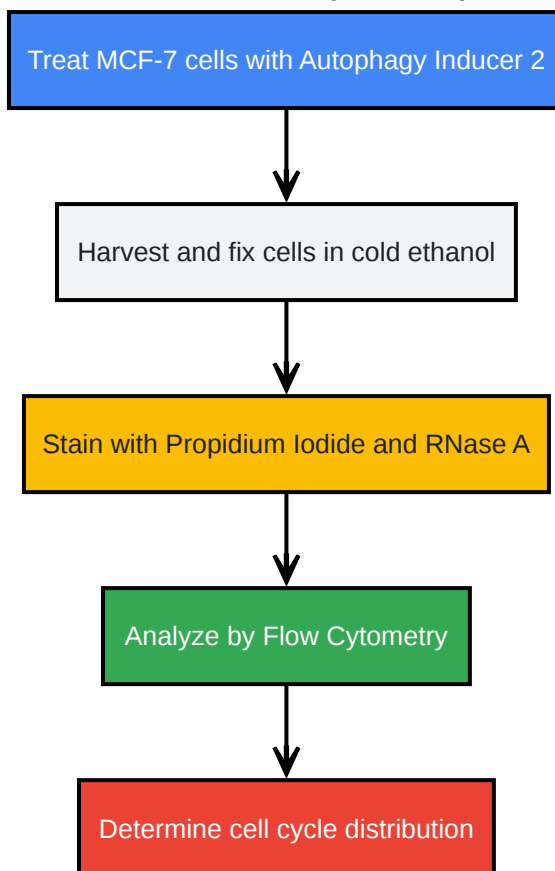 Treat MCF-7 cells with Autophagy Inducer 2
Harvest and fix cells in cold ethanol
Stain with Propidium Iodide and RNase A
Analyze by Flow Cytometry
Determine cell cycle distribution